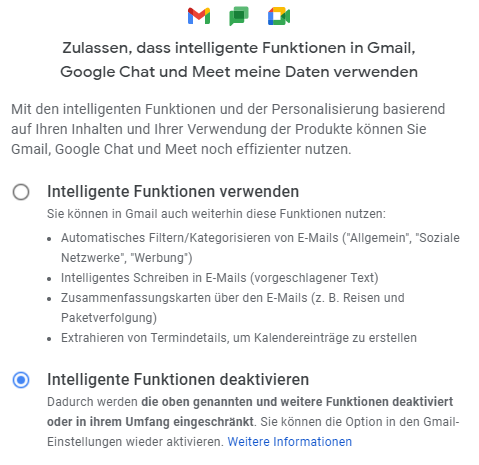 Zulassen, dass intelligente Funktionen in Gmail,
Google Chat und Meet meine Daten verwenden
Mit den intelligenten Funktionen und der Personalisierung basierend
auf Ihren Inhalten und Ihrer Verwendung der Produkte können Sie
Gmail, Google Chat und Meet noch effizienter nutzen.
Intelligente Funktionen verwenden
Sie können in Gmail auch weiterhin diese Funktionen nutzen:
• Automatisches Filtern/Kategorisieren von E-Mails ("Allgemein", "Soziale
Netzwerke", "Werbung")
• Intelligentes Schreiben in E-Mails (vorgeschlagener Text)
• Zusammenfassungskarten über den E-Mails (z. B. Reisen und
Paketverfolgung)
• Extrahieren von Termindetails, um Kalendereinträge zu erstellen
Intelligente Funktionen deaktivieren
Dadurch werden die oben genannten und weitere Funktionen deaktiviert
oder in ihrem Umfang eingeschränkt. Sie können die Option in den Gmail-
Einstellungen wieder aktivieren. Weitere Informationen